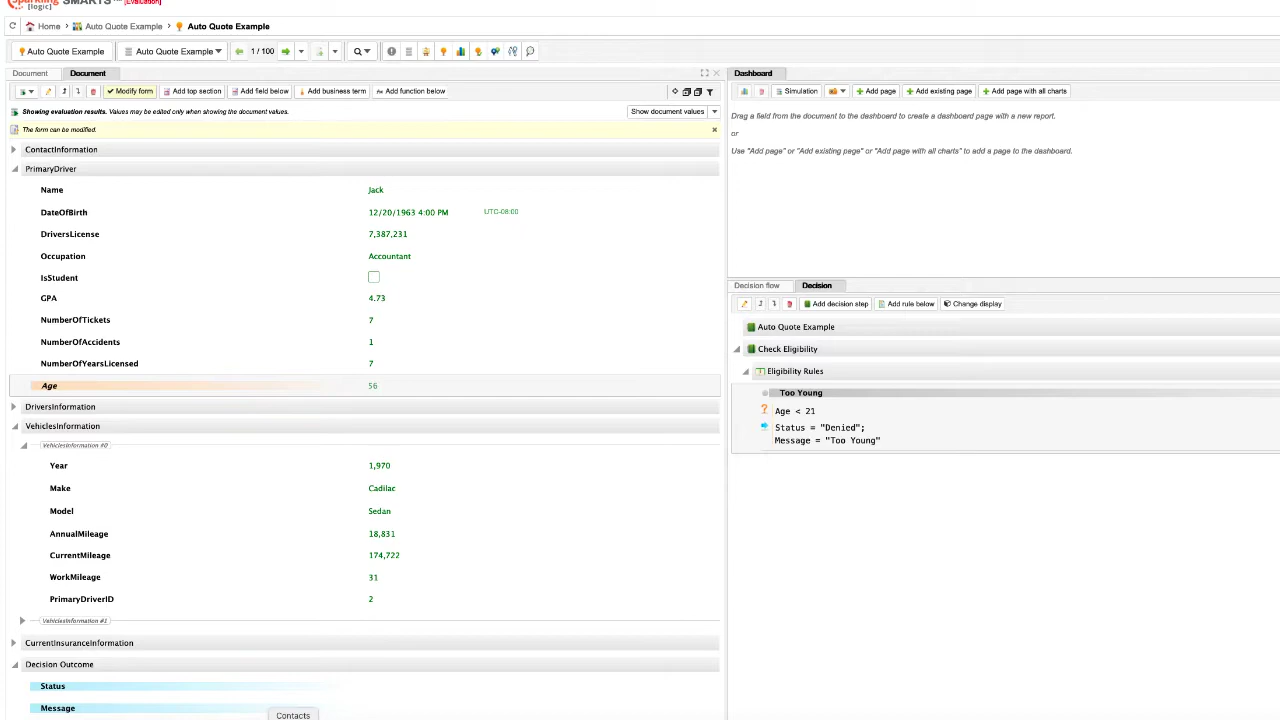 Sparkling SMARTS™ [Evaluation]
[logic]
Home Auto Quote Example Auto Quote Example
Auto Quote Example Auto Quote Example 1 / 100
Document Document
Modify form Add top section Add field below Add business term Add function below
Showing evaluation results. Values may be edited only when showing the document values. Show document values
The form can be modified.
ContactInformation
PrimaryDriver
Name Jack
DateOfBirth 12/20/1963 4:00 PM UTC-08:00
DriversLicense 7,387,231
Occupation Accountant
IsStudent
GPA 4.73
NumberOfTickets 7
NumberOfAccidents 1
NumberOfYearsLicensed 7
Age 56
DriversInformation
VehiclesInformation
VehiclesInformation #0
Year 1,970
Make Cadilac
Model Sedan
AnnualMileage 18,831
CurrentMileage 174,722
WorkMileage 31
PrimaryDriverID 2
VehiclesInformation #1
CurrentInsuranceInformation
Decision Outcome
Status
Message
Contacts
Dashboard
Simulation Add page Add existing page Add page with all charts
Drag a field from the document to the dashboard to create a dashboard page with a new report.
or
Use "Add page" or "Add existing page" or "Add page with all charts" to add a page to the dashboard.
Decision flow Decision
Add decision step Add rule below Change display
Auto Quote Example
Check Eligibility
Eligibility Rules
Too Young
Age < 21
Status = "Denied";
Message = "Too Young"